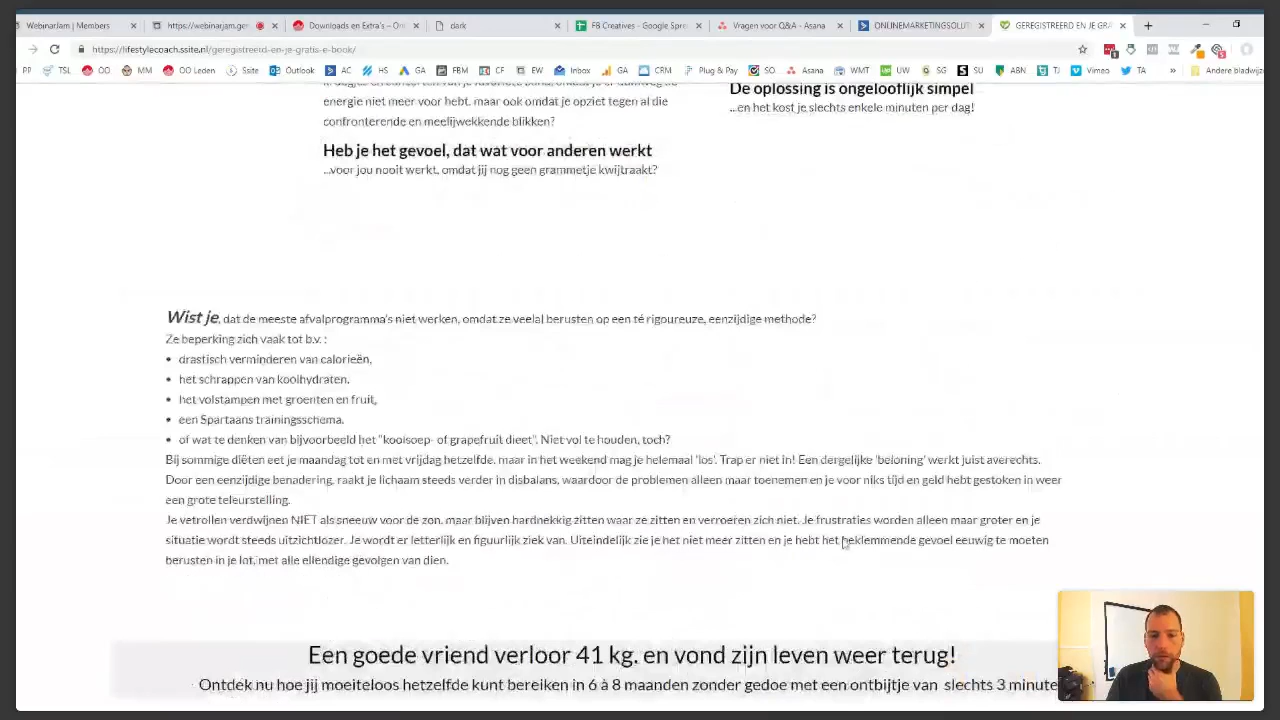 WebinarJam | Members
https://webinarjam.ger
Downloads en Extra's – On
dark
FB Creatives - Google Spre
Vragen voor Q&A - Asana
ONLINEMARKETINGSOLUT
GEREGISTREERD EN JE GRA
https://lifestylecoach.ssite.nl/geregistreerd-en-je-gratis-e-book/
PP TSL OO MM OO Leden Ssite Outlook AC HS GA FBM CF EW Inbox GA CRM Plug & Pay SO Asana WMT UW SG SU ABN TJ Vimeo TA » Andere bladwijz
De oplossing is ongelooflijk simpel
...en het kost je slechts enkele minuten per dag!
energie niet meer voor hebt, maar ook omdat je opziet tegen al die
confronterende en meelijwekkende blikken?
Heb je het gevoel, dat wat voor anderen werkt
...voor jou nooit werkt, omdat jij nog geen grammetje kwijtraakt?
Wist je, dat de meeste afvalprogramma's niet werken, omdat ze veelal berusten op een té rigoureuze, eenzijdige methode?
Ze beperking zich vaak tot b.v. :
• drastisch verminderen van calorieën,
• het schrappen van koolhydraten,
• het volstampen met groenten en fruit,
• een Spartaans trainingsschema.
• of wat te denken van bijvoorbeeld het "koolsoep- of grapefruit dieet". Niet vol te houden, toch?
Bij sommige diëten eet je maandag tot en met vrijdag hetzelfde, maar in het weekend mag je helemaal 'los'. Trap er niet in! Een dergelijke 'beloning' werkt juist averechts.
Door een eenzijdige benadering, raakt je lichaam steeds verder in disbalans, waardoor de problemen alleen maar toenemen en je voor niks tijd en geld hebt gestoken in weer
een grote teleurstelling.
Je vetrollen verdwijnen NIET als sneeuw voor de zon, maar blijven hardnekkig zitten waar ze zitten en verroeren zich niet. Je frustraties worden alleen maar groter en je
situatie wordt steeds uitzichtlozer. Je wordt er letterlijk en figuurlijk ziek van. Uiteindelijk zie je het niet meer zitten en je hebt het beklemmende gevoel eeuwig te moeten
berusten in je lot, met alle ellendige gevolgen van dien.
Een goede vriend verloor 41 kg. en vond zijn leven weer terug!
Ontdek nu hoe jij moeiteloos hetzelfde kunt bereiken in 6 à 8 maanden zonder gedoe met een ontbijtje van slechts 3 minute